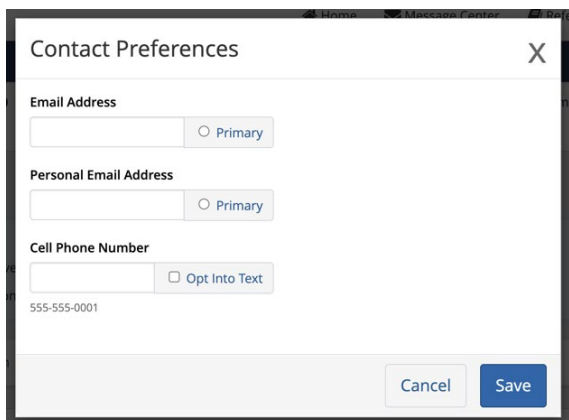 Home Message Center Refe
Contact Preferences X
Email Address
Primary
Personal Email Address
Primary
Cell Phone Number
Opt Into Text
555-555-0001
Cancel Save